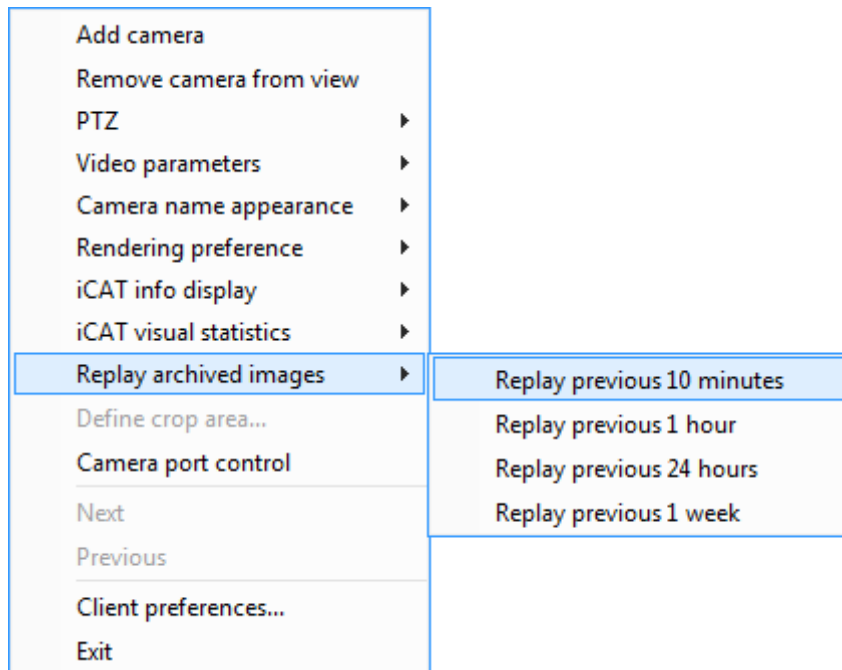 Add camera
Remove camera from view
PTZ
Video parameters
Camera name appearance
Rendering preference
iCAT info display
iCAT visual statistics
Replay archived images
Replay previous 10 minutes
Replay previous 1 hour
Replay previous 24 hours
Replay previous 1 week
Define crop area...
Camera port control
Next
Previous
Client preferences...
Exit